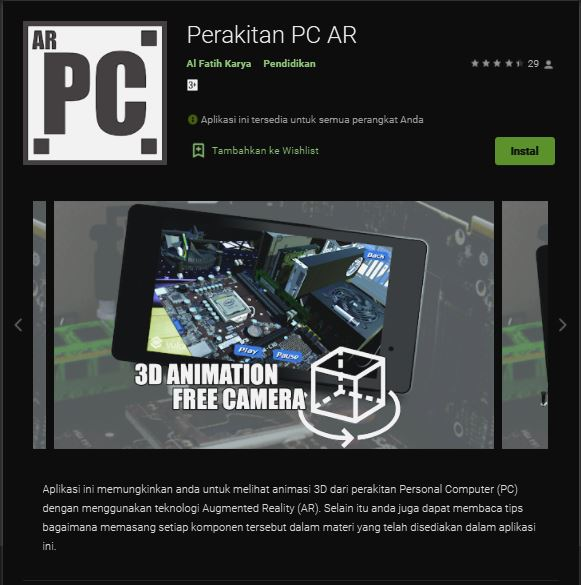 AR
PC
Perakitan PC AR
Al Fatih Karya Pendidikan
29
3+
Aplikasi ini tersedia untuk semua perangkat Anda
Tambahkan ke Wishlist
Instal
Back
Play Pause
3D ANIMATION
FREE CAMERA
Aplikasi ini memungkinkan anda untuk melihat animasi 3D dari perakitan Personal Computer (PC)
dengan menggunakan teknologi Augmented Reality (AR). Selain itu anda juga dapat membaca tips
bagaimana memasang setiap komponen tersebut dalam materi yang telah disediakan dalam aplikasi
ini.